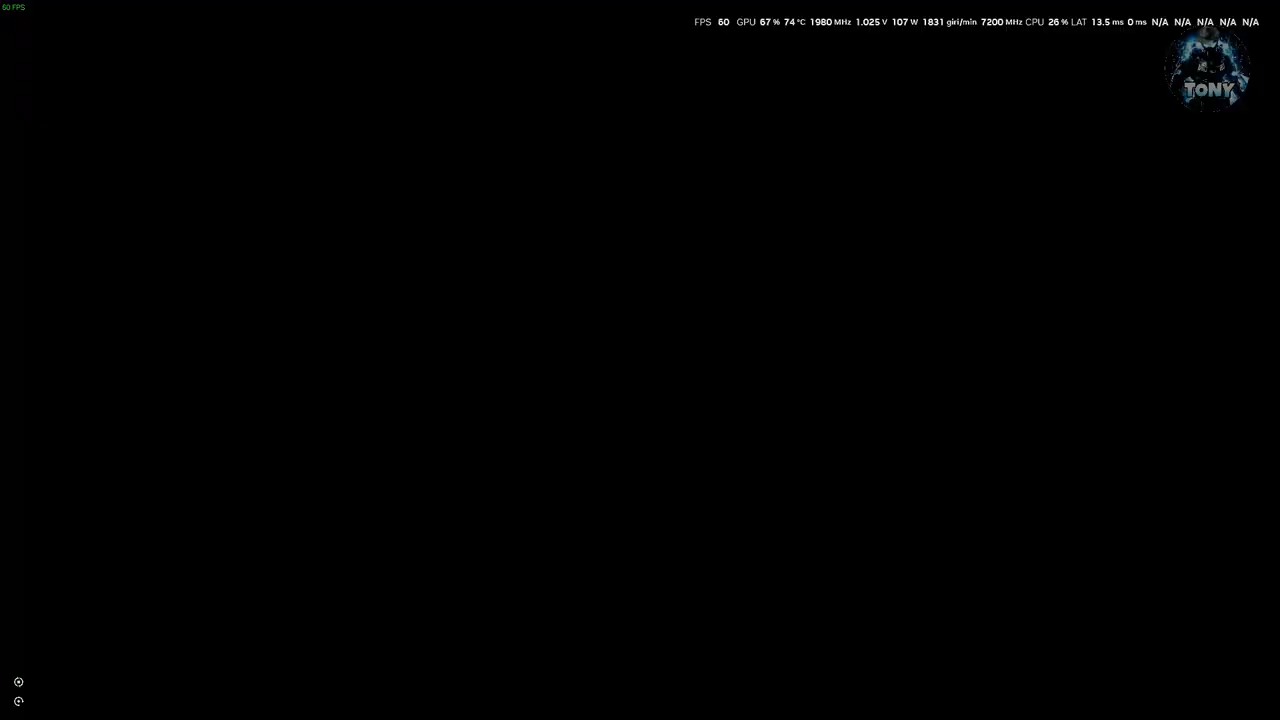 60 FPS
FPS 60 GPU 67 % 74 °C 1980 MHz 1.025 V 107 W 1831 giri/min 7200 MHz CPU 26 % LAT 13.5 ms 0 ms N/A N/A N/A N/A N/A
TONY